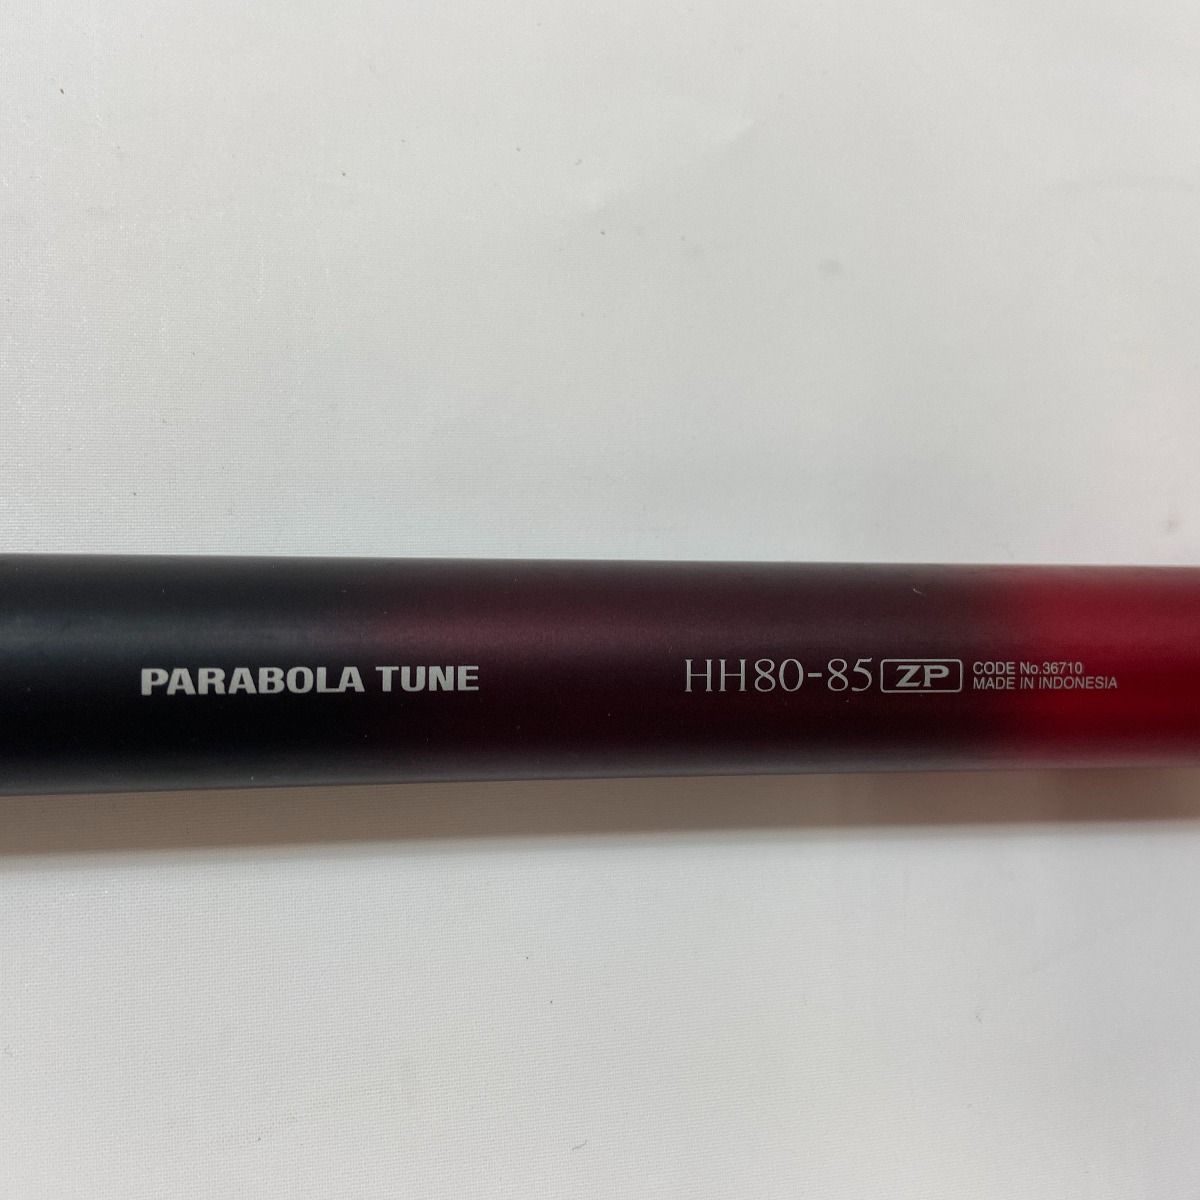 PARABOLA TUNE
HH80-85 ZP
CODE No.36710
MADE IN INDONESIA